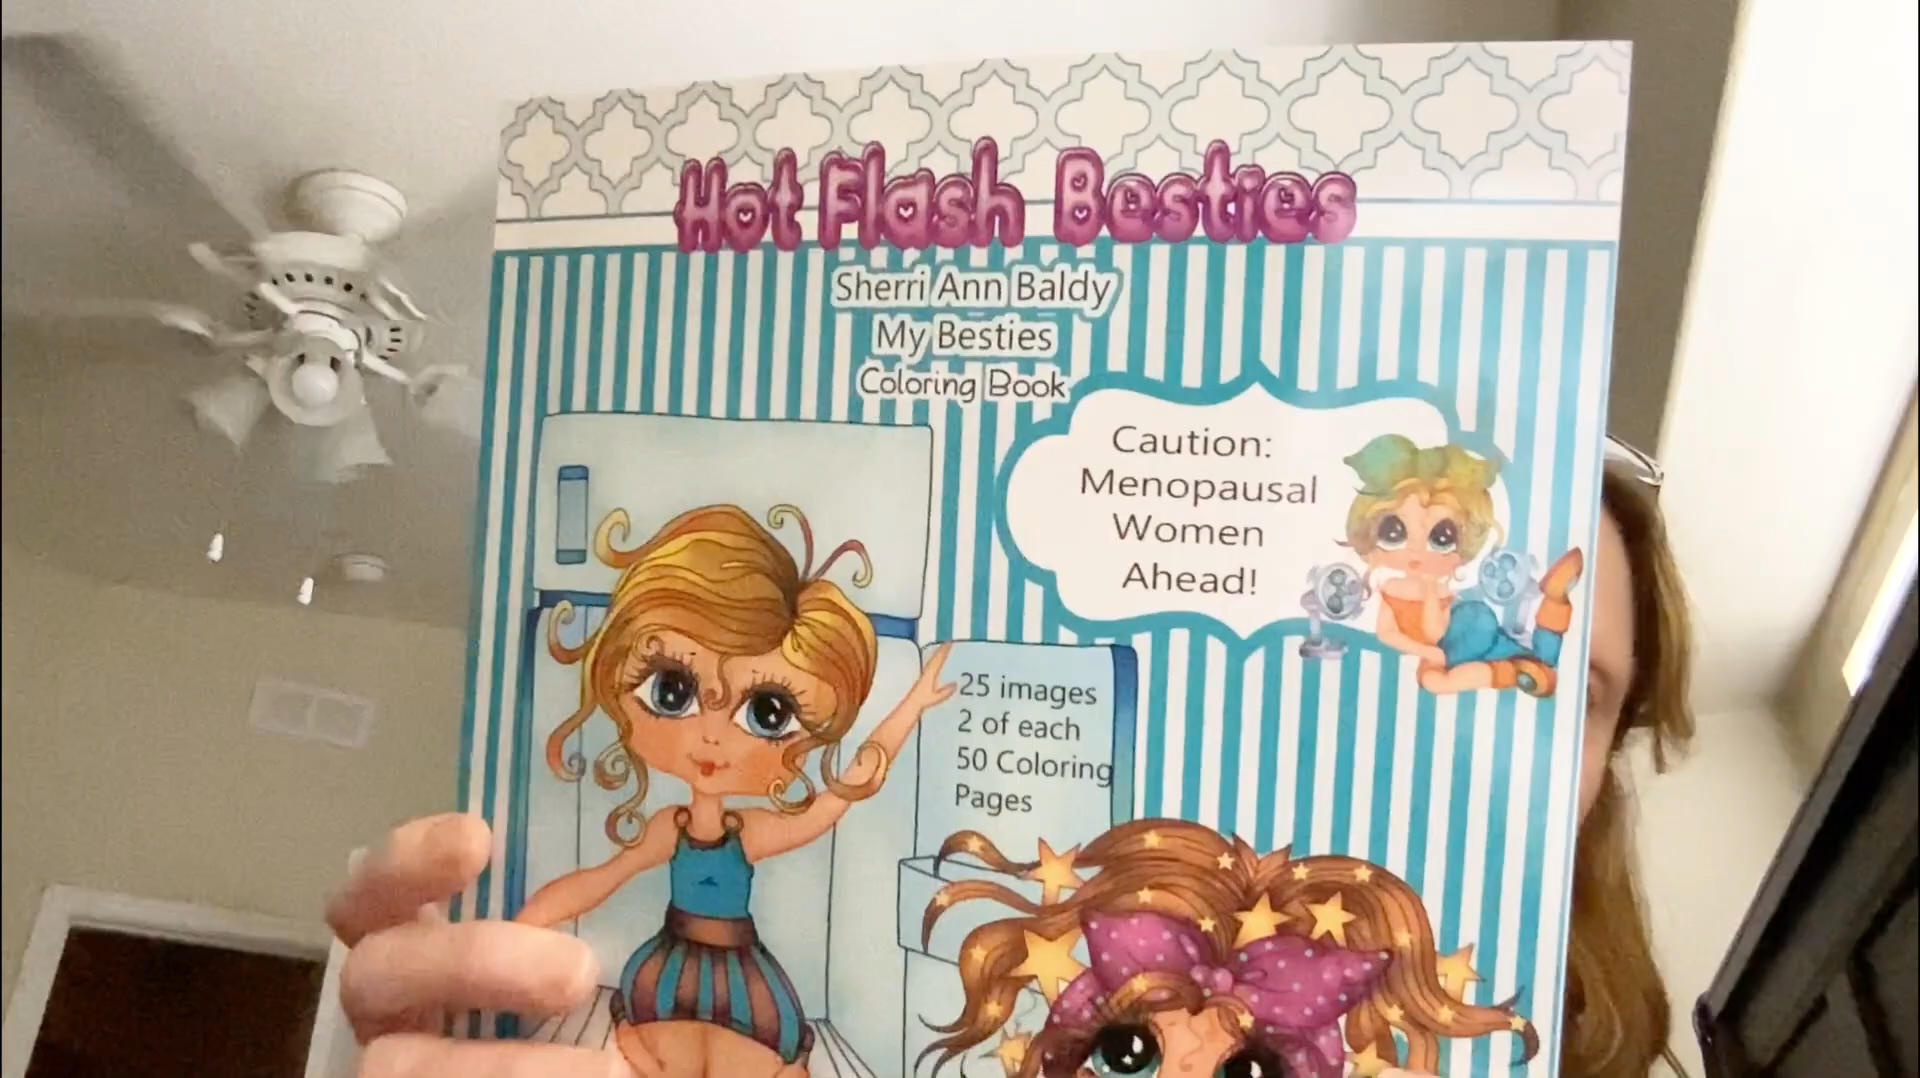 Hot Flash Besties
Sherri Ann Baldy
My Besties
Coloring Book
Caution:
Menopausal
Women
Ahead!
25 images
2 of each
50 Coloring
Pages